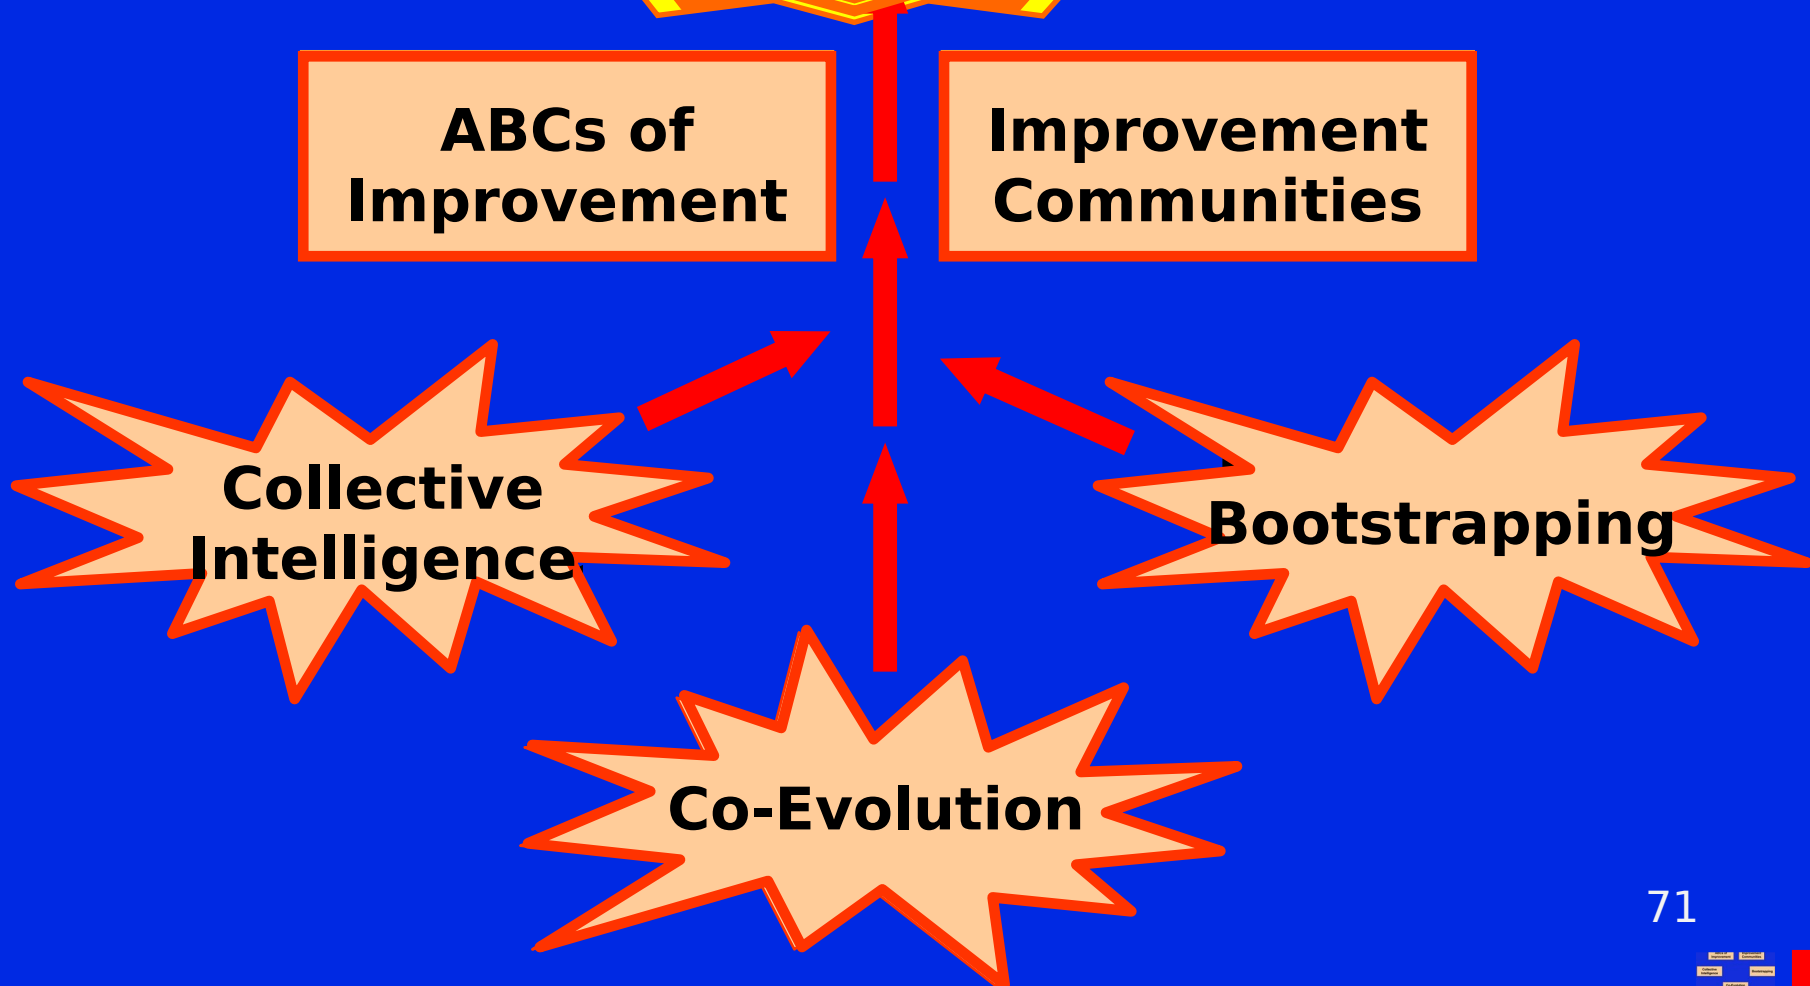 ABCs of
Improvement
Improvement
Communities
Collective
Intelligence
Bootstrapping
Co-Evolution
71